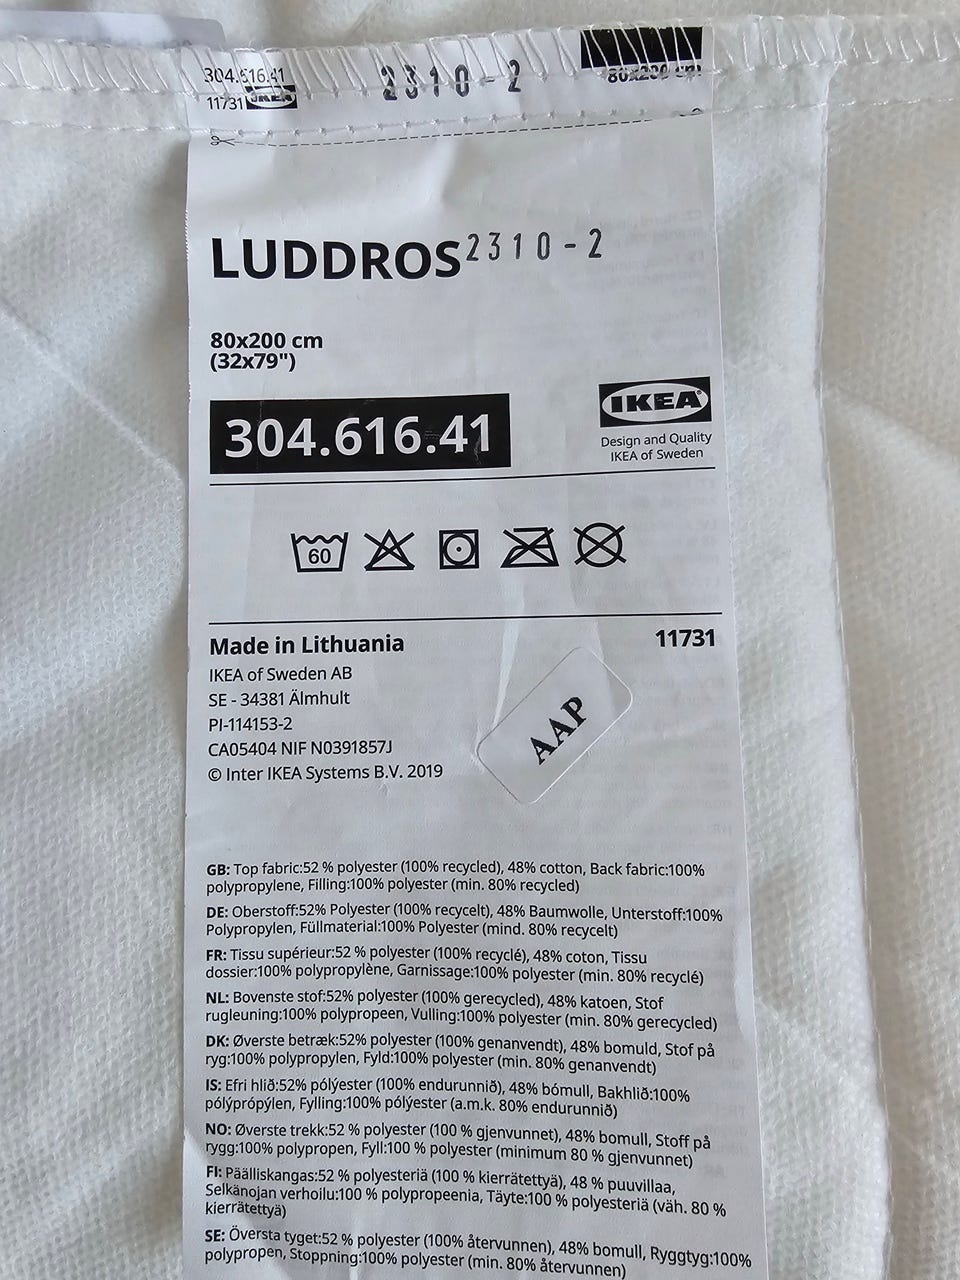 304.616.41 2310-2 80x200 cm
11731 IKEA
LUDDROS 2310-2
80x200 cm
(32x79")
304.616.41
IKEA
Design and Quality
IKEA of Sweden
60
Made in Lithuania 11731
IKEA of Sweden AB
SE - 34381 Älmhult
PI-114153-2
CA05404 NIF N0391857J
© Inter IKEA Systems B.V. 2019
AAP
GB: Top fabric:52 % polyester (100% recycled), 48% cotton, Back fabric:100%
polypropylene, Filling:100% polyester (min. 80% recycled)
DE: Oberstoff:52% Polyester (100% recycelt), 48% Baumwolle, Unterstoff:100%
Polypropylen, Füllmaterial:100% Polyester (mind. 80% recycelt)
FR: Tissu supérieur:52 % polyester (100% recyclé), 48% coton, Tissu
dossier:100% polypropylène, Garnissage:100% polyester (min. 80% recyclé)
NL: Bovenste stof:52% polyester (100% gerecycled), 48% katoen, Stof
rugleuning:100% polypropeen, Vulling:100% polyester (min. 80% gerecycled)
DK: Øverste betræk:52% polyester (100% genanvendt), 48% bomuld, Stof på
ryg:100% polypropylen, Fyld:100% polyester (min. 80% genanvendt)
IS: Efri hlið:52% pólýester (100% endurunnið), 48% bómull, Bakhlið:100%
pólýprópýlen, Fylling:100% pólýester (a.m.k. 80% endurunnið)
NO: Øverste trekk:52 % polyester (100 % gjenvunnet), 48% bomull, Stoff på
rygg:100% polypropen, Fyll:100 % polyester (minimum 80 % gjenvunnet)
FI: Päälliskangas:52 % polyesteriä (100 % kierrätettyä), 48 % puuvillaa,
Selkänojan verhoilu:100 % polypropeenia, Täyte:100 % polyesteriä (väh. 80 %
kierrätettyä)
SE: Översta tyget:52 % polyester (100% återvunnen), 48% bomull, Ryggtyg:100%
polypropen, Stoppning:100% polyester (min. 80% återvunnen)